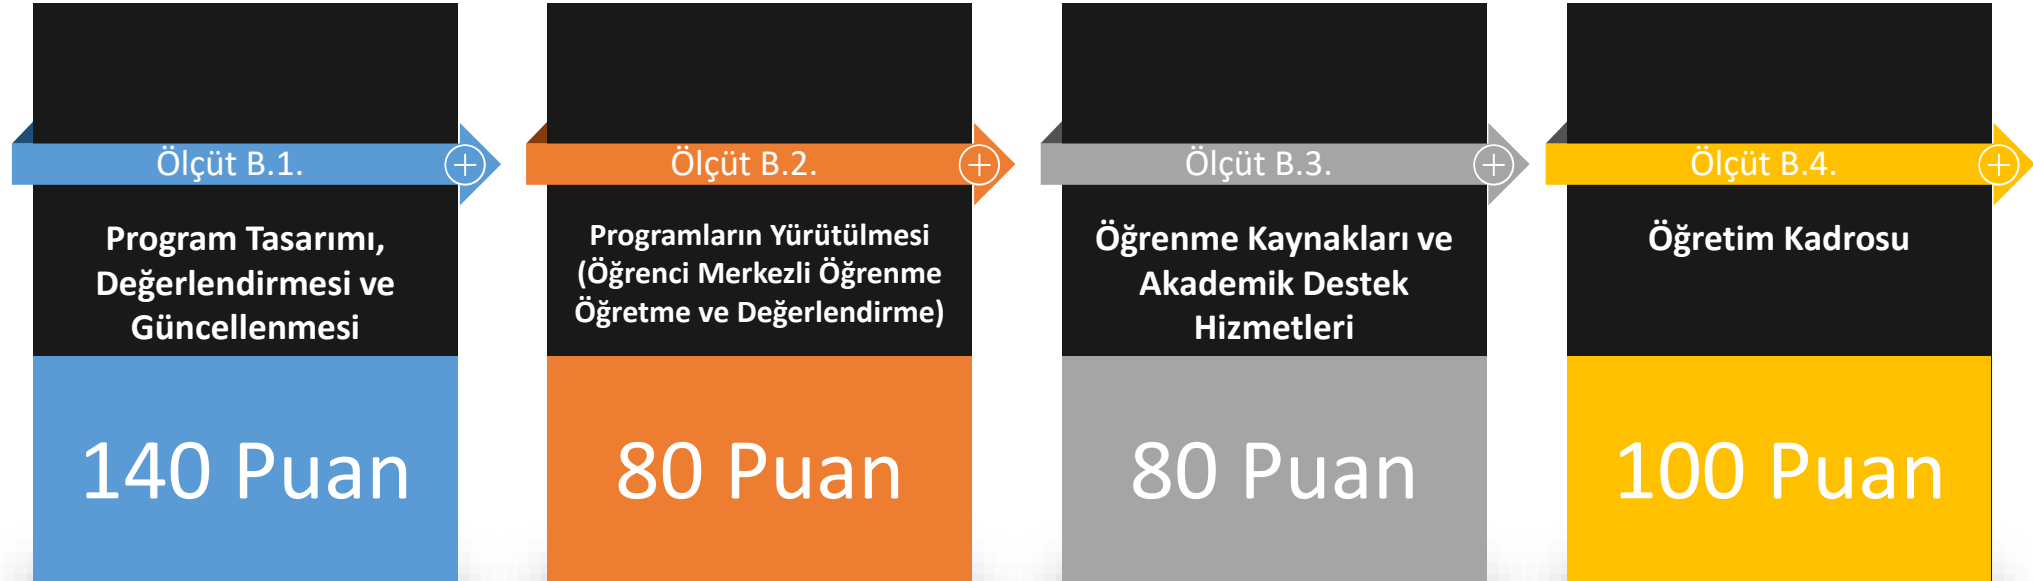 Ölçüt B.1.
Program Tasarımı,
Değerlendirmesi ve
Güncellenmesi
140 Puan
Ölçüt B.2.
Programların Yürütülmesi
(Öğrenci Merkezli Öğrenme
Öğretme ve Değerlendirme)
80 Puan
Ölçüt B.3.
Öğrenme Kaynakları ve
Akademik Destek
Hizmetleri
80 Puan
Ölçüt B.4.
Öğretim Kadrosu
100 Puan